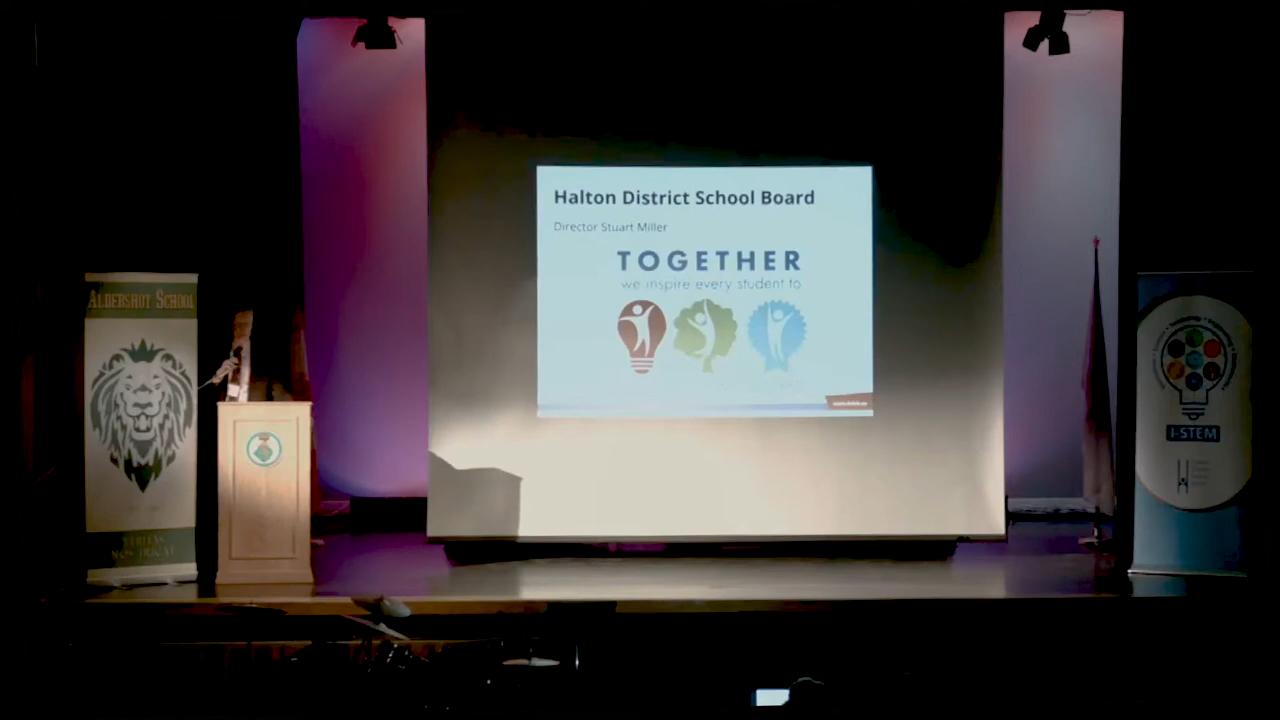 Halton District School Board
Director Stuart Miller
TOGETHER
we inspire every student to
ALDERSHOT SCHOOL
I-STEM